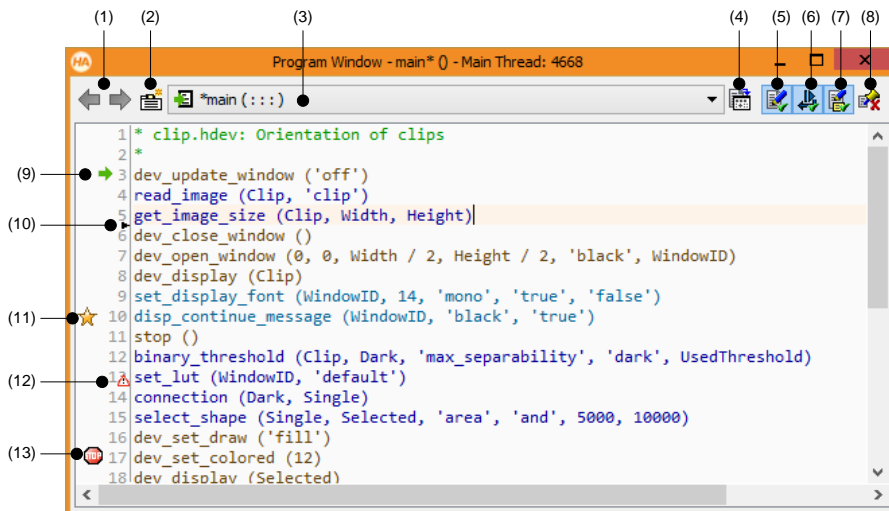 (1) (2) (3) (4) (5) (6) (7) (8)
HA Program Window - main* () - Main Thread: 4668
*main (:::)
1 * clip.hdev: Orientation of clips
2 *
(9) 3 dev_update_window ('off')
4 read_image (Clip, 'clip')
5 get_image_size (Clip, Width, Height)
(10)
6 dev_close_window ()
7 dev_open_window (0, 0, Width / 2, Height / 2, 'black', WindowID)
8 dev_display (Clip)
9 set_display_font (WindowID, 14, 'mono', 'true', 'false')
(11) 10 disp_continue_message (WindowID, 'black', 'true')
11 stop ()
12 binary_threshold (Clip, Dark, 'max_separability', 'dark', UsedThreshold)
(12) 13 set_lut (WindowID, 'default')
14 connection (Dark, Single)
15 select_shape (Single, Selected, 'area', 'and', 5000, 10000)
16 dev_set_draw ('fill')
(13) STOP 17 dev_set_colored (12)
18 dev_display (Selected)